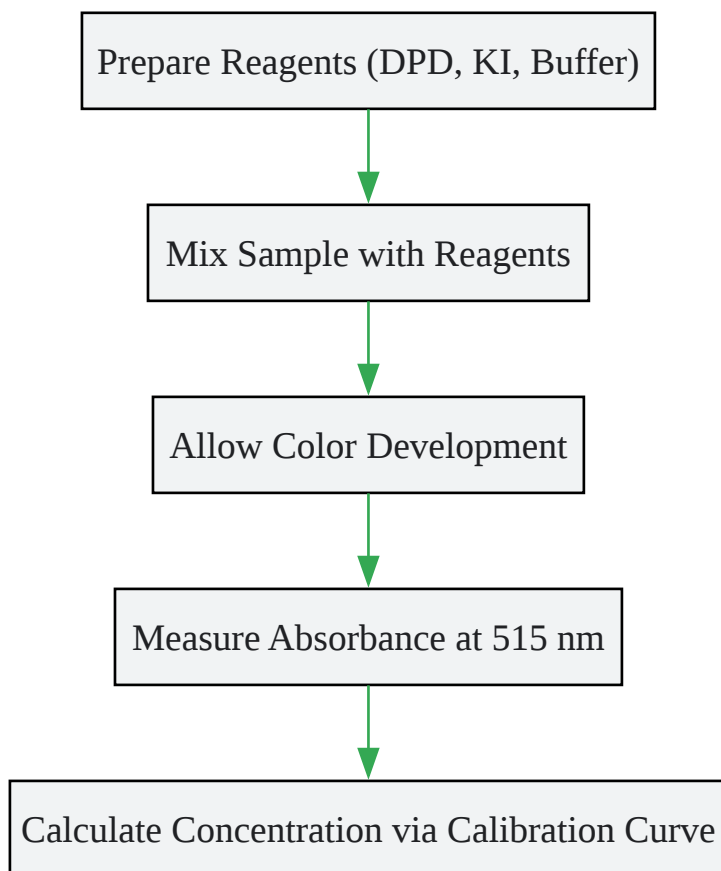 Prepare Reagents (DPD, KI, Buffer)
Mix Sample with Reagents
Allow Color Development
Measure Absorbance at 515 nm
Calculate Concentration via Calibration Curve